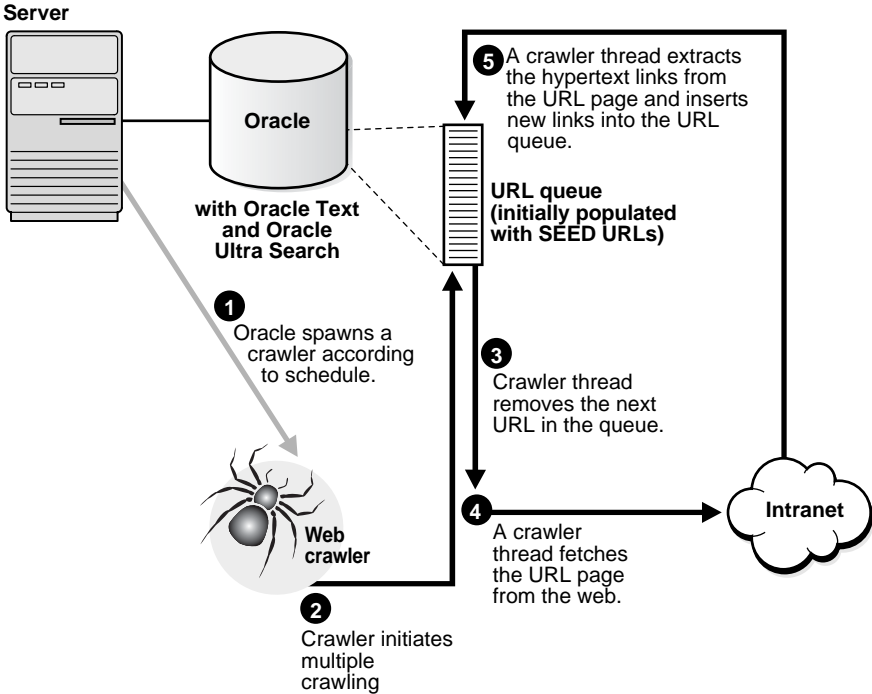 Server
Oracle
with Oracle Text
and Oracle
Ultra Search
5
A crawler thread extracts
the hypertext links from
the URL page and inserts
new links into the URL
queue.
URL queue
(initially populated
with SEED URLs)
1
Oracle spawns a
crawler according
to schedule.
3
Crawler thread
removes the next
URL in the queue.
4
A crawler
thread fetches
the URL page
from the web.
Intranet
Web
crawler
2
Crawler initiates
multiple
crawling